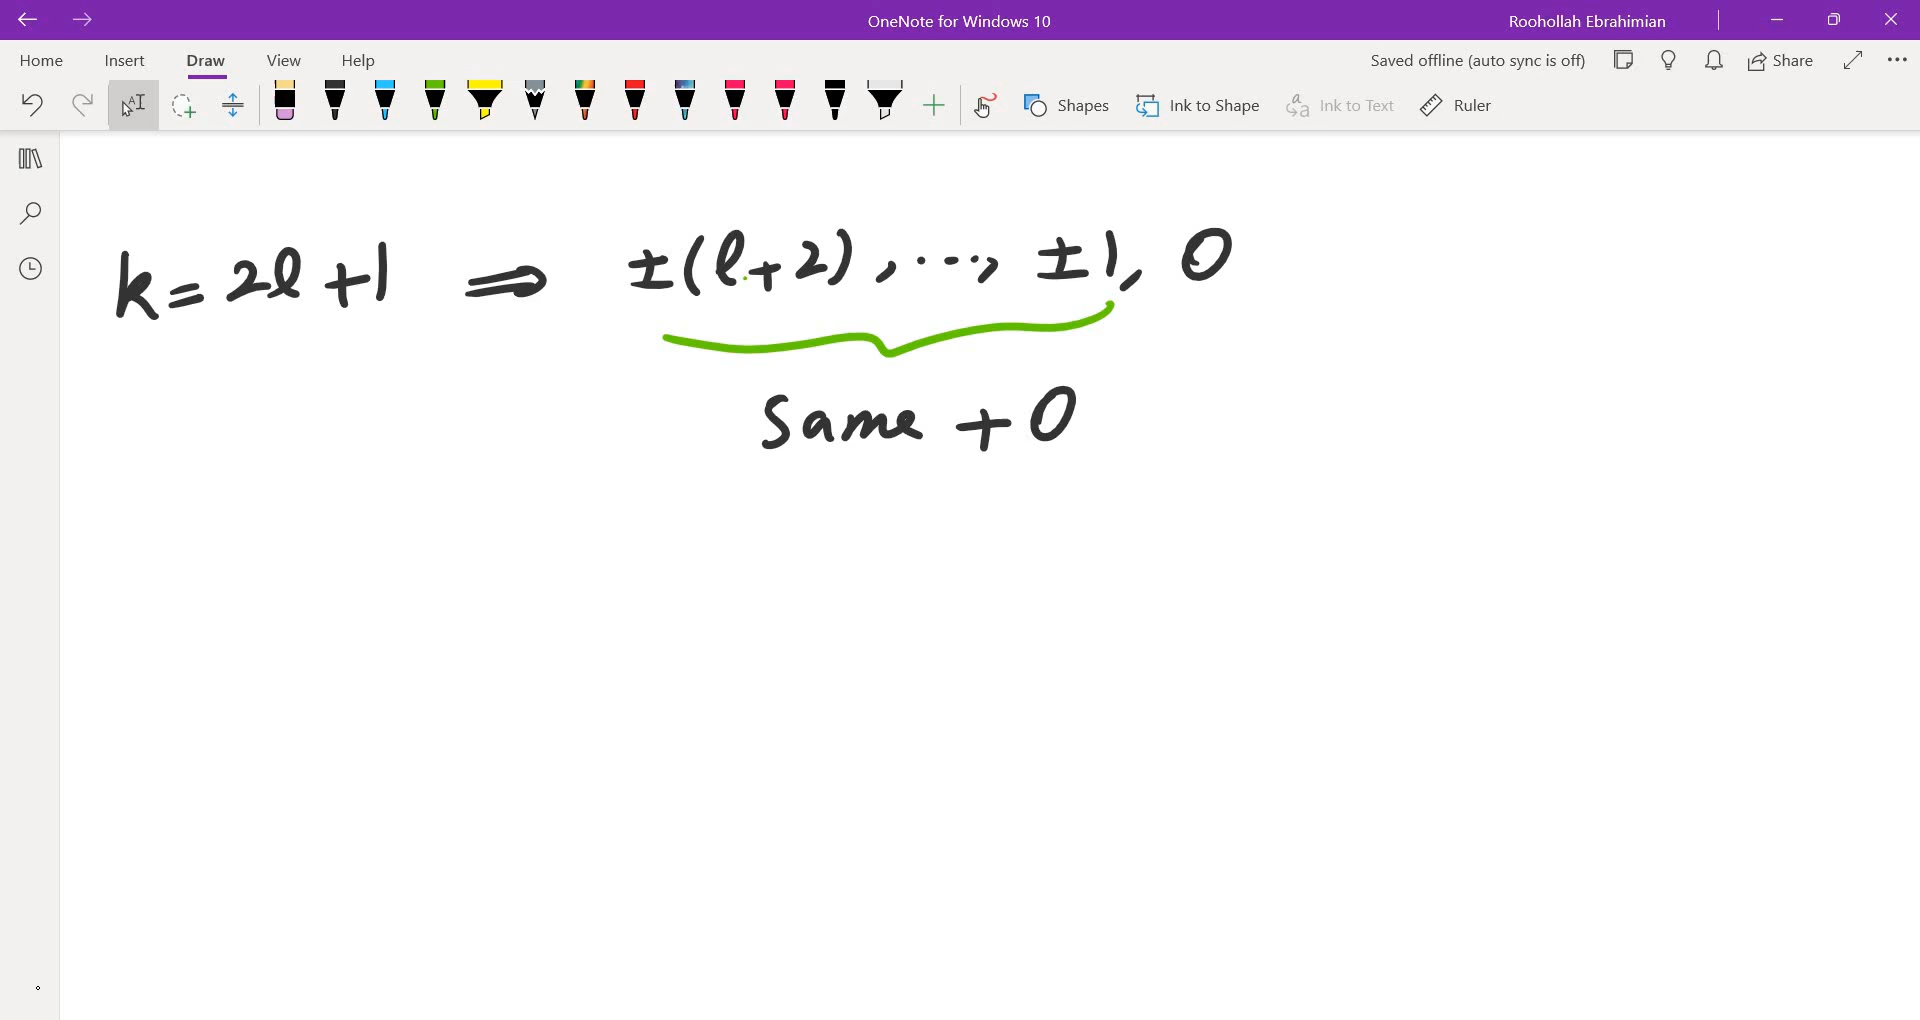 OneNote for Windows 10
Roohollah Ebrahimian
Home Insert Draw View Help
Saved offline (auto sync is off) Share
Shapes Ink to Shape Ink to Text Ruler
k = 2l + 1 ⇒ ±(l+2), ..., ±1, 0
Same + 0